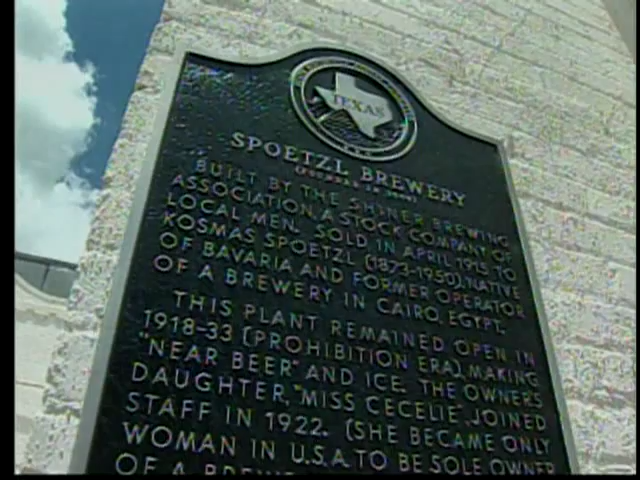 TEXAS
SPOETZL BREWERY
BUILT BY THE SHINER BREWING
ASSOCIATION, A STOCK COMPANY OF
LOCAL MEN. SOLD IN APRIL 1915 TO
KOSMAS SPOETZL (1873-1950), NATIVE
OF BAVARIA AND FORMER OPERATOR
OF A BREWERY IN CAIRO, EGYPT.
THIS PLANT REMAINED OPEN IN
1918-33 (PROHIBITION ERA), MAKING
"NEAR BEER" AND ICE. THE OWNERS
DAUGHTER, "MISS CECELIE", JOINED
STAFF IN 1922. (SHE BECAME ONLY
WOMAN IN U.S.A. TO BE SOLE OWNER
OF A